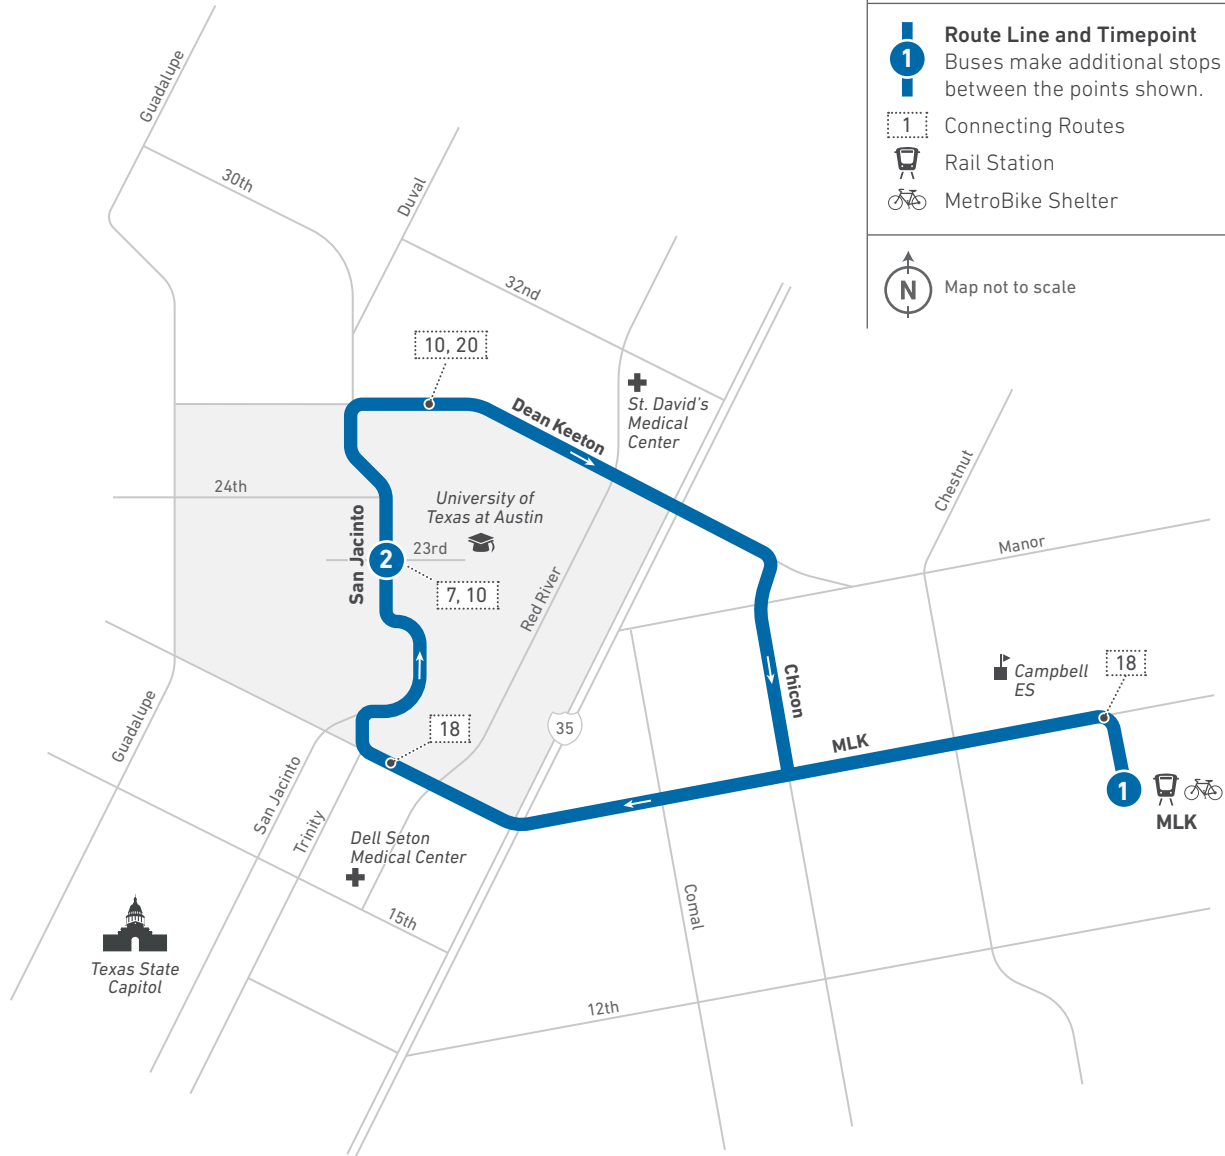 Route Line and Timepoint
1
Buses make additional stops
between the points shown.
1
Connecting Routes
Rail Station
MetroBike Shelter
N
Map not to scale
Guadalupe
30th
Duval
32nd
10, 20
St. David's
Medical
Center
Dean Keeton
24th
University of
Texas at Austin
San Jacinto
2
23rd
7, 10
Red River
Chestnut
Manor
Campbell
ES
18
Chicon
Guadalupe
18
35
MLK
San Jacinto
Trinity
1
MLK
Dell Seton
Medical Center
15th
Comal
Texas State
Capitol
12th